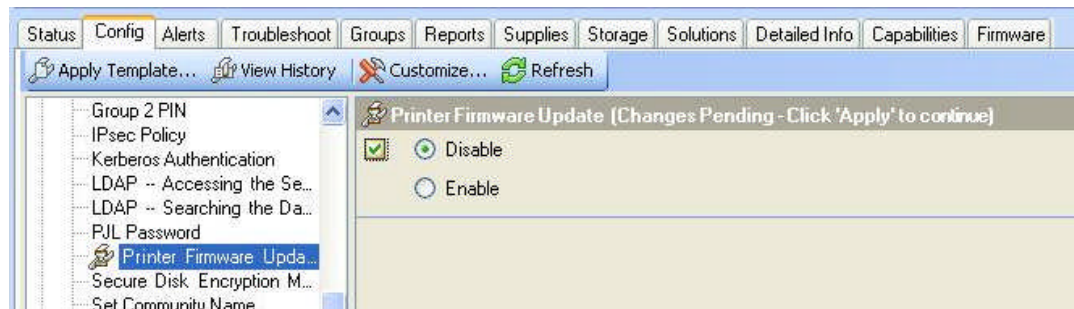 Status Config Alerts Troubleshoot Groups Reports Supplies Storage Solutions Detailed Info Capabilities Firmware
Apply Template... View History Customize... Refresh
Group 2 PIN
IPsec Policy
Kerberos Authentication
LDAP -- Accessing the Se...
LDAP -- Searching the Da...
PJL Password
Printer Firmware Upda...
Secure Disk Encryption M...
Set Community Name
Printer Firmware Update (Changes Pending - Click 'Apply' to continue)
Disable
Enable